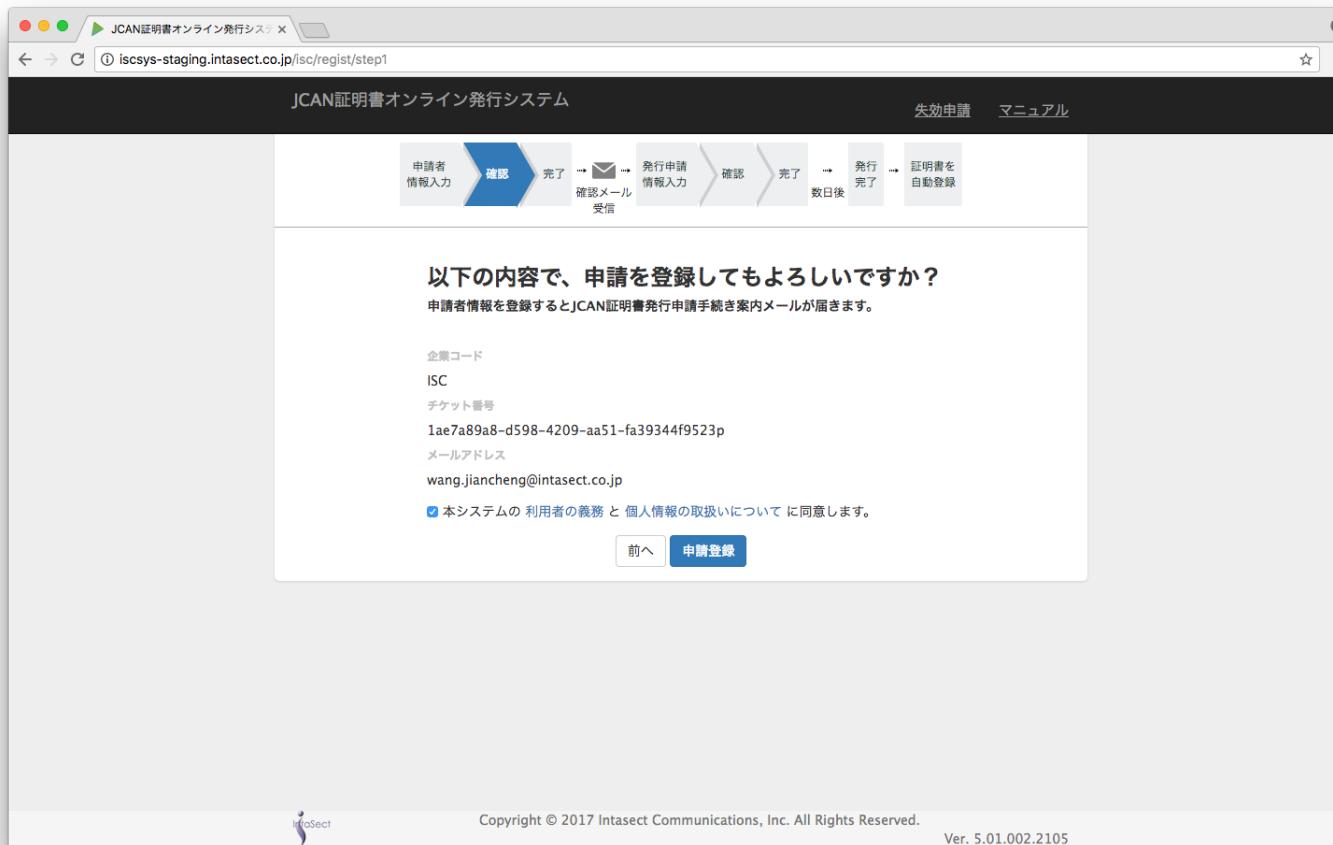 JCAN証明書オンライン発行システ
iscsys-staging.intasect.co.jp/isc/regist/step1
JCAN証明書オンライン発行システム
失効申請 マニュアル
申請者
情報入力
確認
完了
確認メール
受信
発行申請
情報入力
確認
完了
数日後
発行
完了
証明書を
自動登録
以下の内容で、申請を登録してもよろしいですか？
申請者情報を登録するとJCAN証明書発行申請手続き案内メールが届きます。
企業コード
ISC
チケット番号
1ae7a89a8-d598-4209-aa51-fa39344f9523p
メールアドレス
wang.jiancheng@intasect.co.jp
本システムの 利用者の義務 と 個人情報の取扱いについて に同意します。
前へ 申請登録
IntaSect
Copyright © 2017 Intasect Communications, Inc. All Rights Reserved.
Ver. 5.01.002.2105